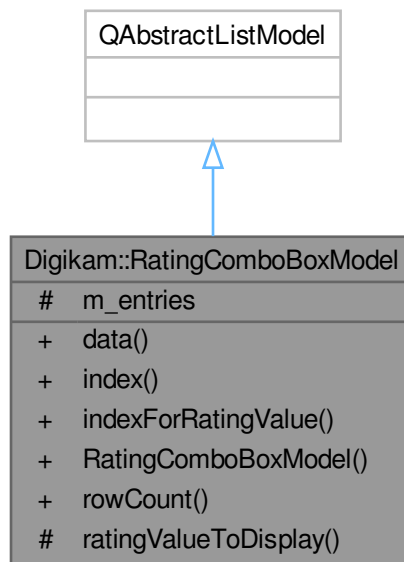 QAbstractListModel
Digikam::RatingComboBoxModel
# m_entries
+ data()
+ index()
+ indexForRatingValue()
+ RatingComboBoxModel()
+ rowCount()
# ratingValueToDisplay()